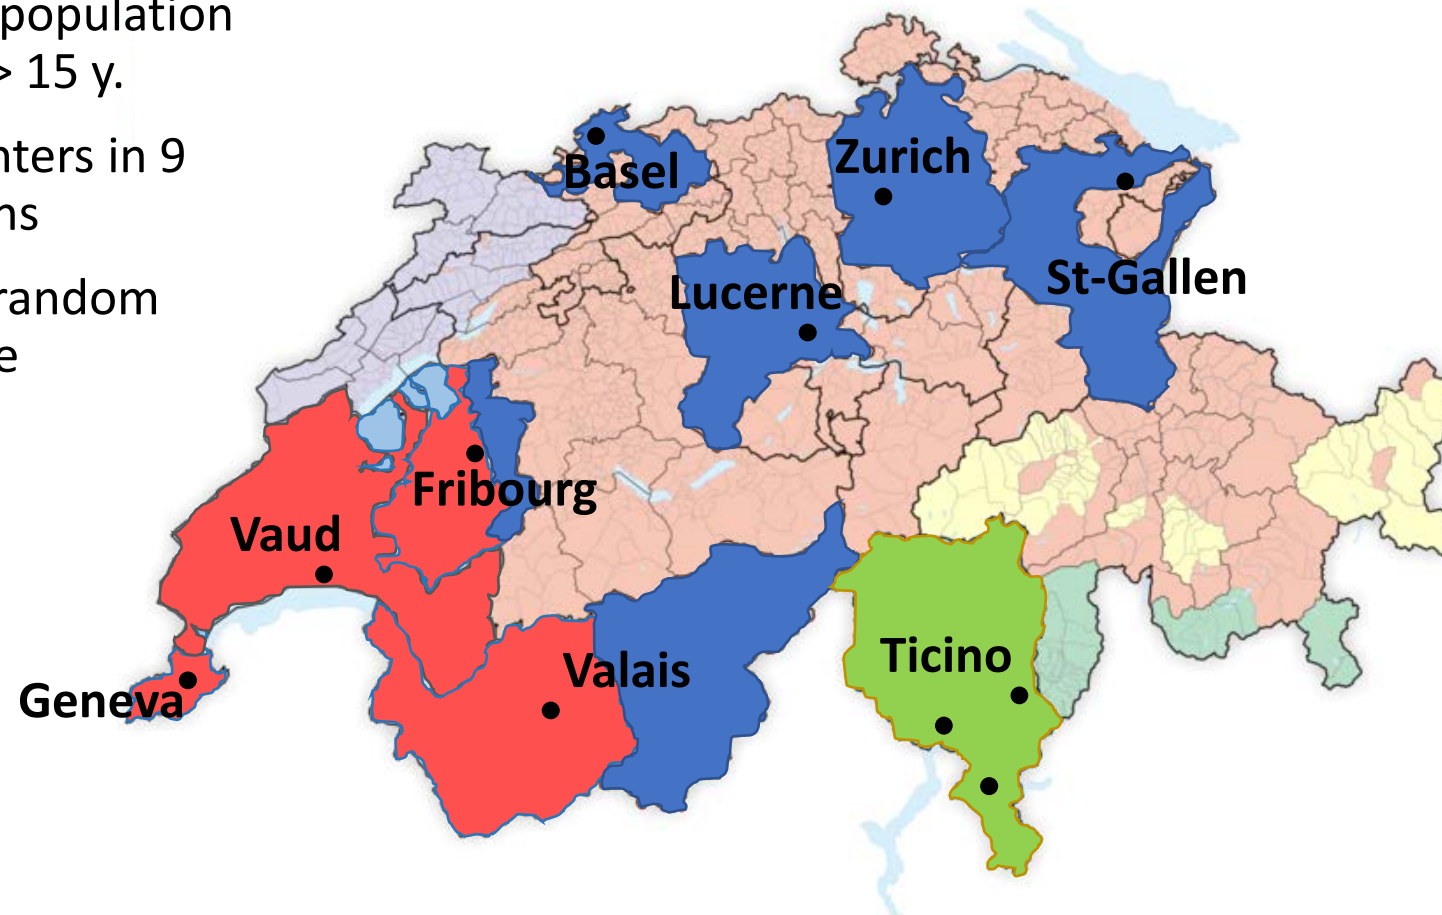 population
> 15 y.
nters in 9
ns
random
e
Basel
Zurich
Lucerne
St-Gallen
Fribourg
Vaud
Valais
Ticino
Geneva